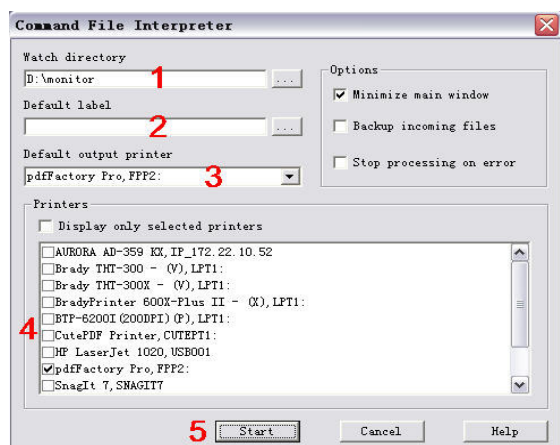 Command File Interpreter
Watch directory
D:\monitor
1
...
Default label
2
...
Default output printer
pdfFactory Pro, FPP2:
3
Options
Minimize main window
Backup incoming files
Stop processing on error
Printers
Display only selected printers
4
AURORA AD-359 KX, IP_172.22.10.52
Brady THT-300 - (V), LPT1:
Brady THT-300X - (V), LPT1:
BradyPrinter 600X-Plus II - (X), LPT1:
BTP-6200I(200DPI)(P), LPT1:
CutePDF Printer, CUTEPT1:
HP LaserJet 1020, USB001
pdfFactory Pro, FPP2:
SnagIt 7, SNAGIT7
5
Start
Cancel
Help